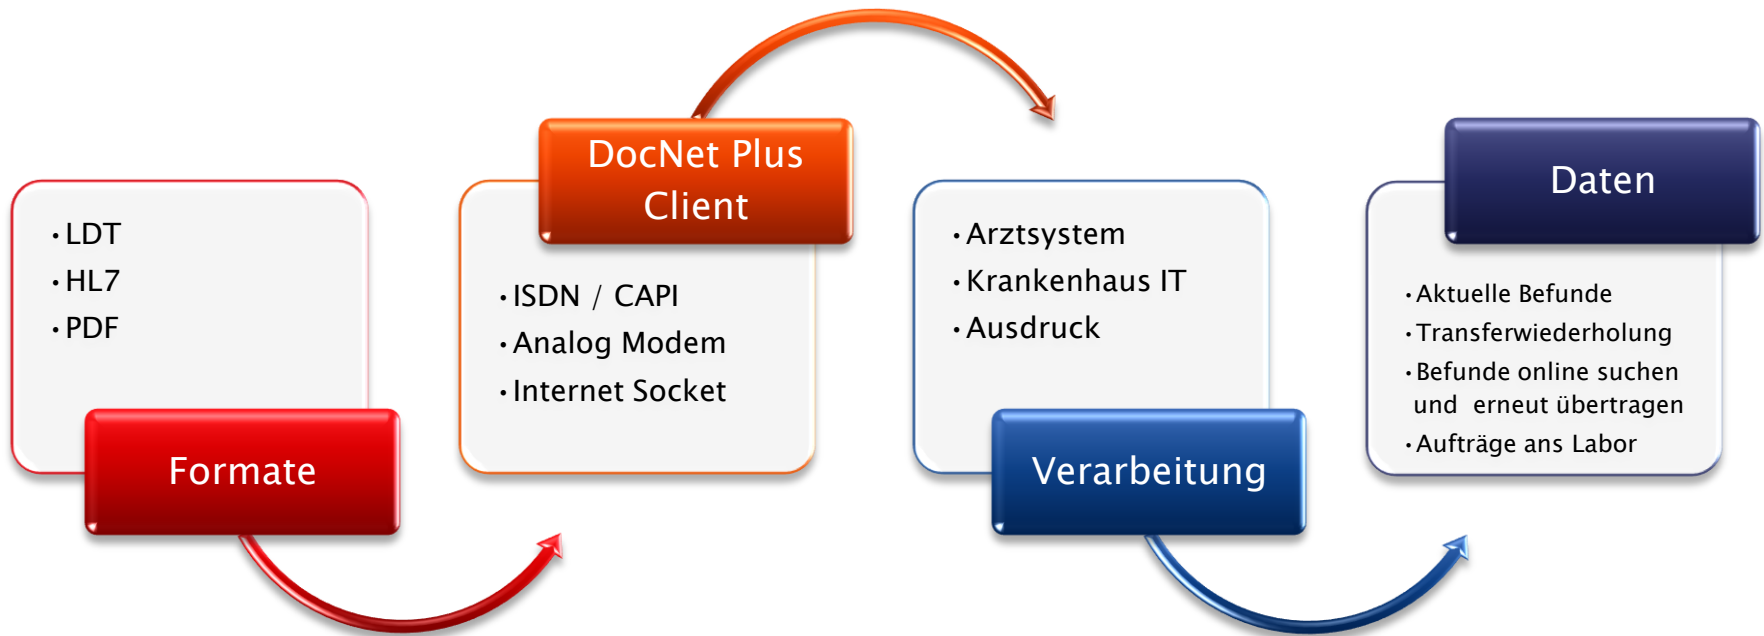 · LDT
· HL7
· PDF
Formate
DocNet Plus
Client
· ISDN / CAPI
· Analog Modem
· Internet Socket
· Arztsystem
· Krankenhaus IT
· Ausdruck
Verarbeitung
Daten
· Aktuelle Befunde
· Transferwiederholung
· Befunde online suchen
und erneut übertragen
· Aufträge ans Labor